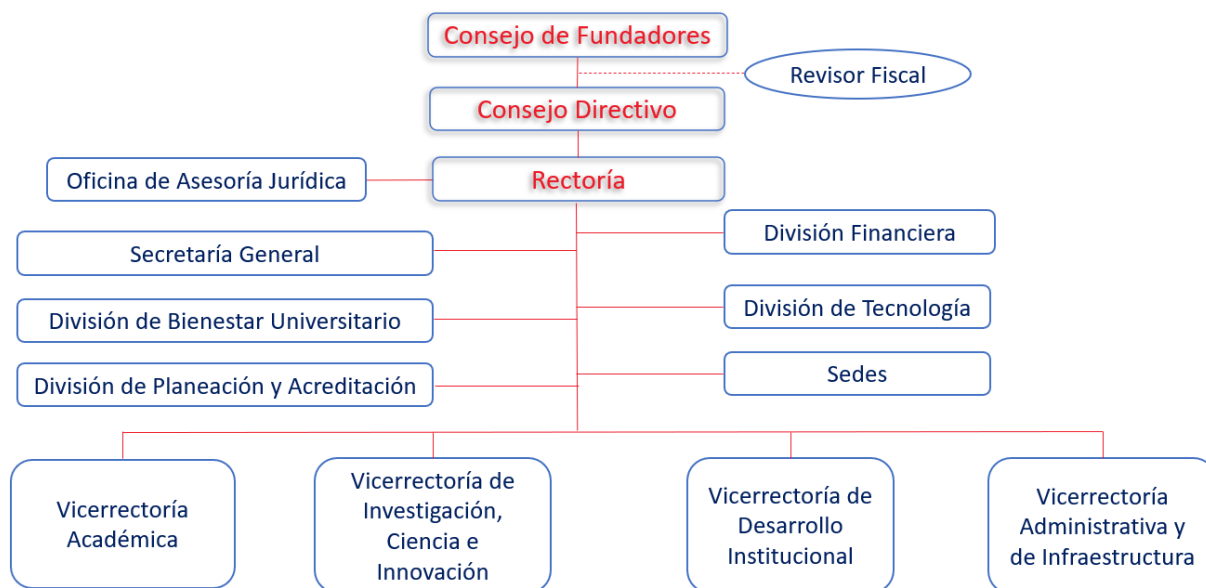 Consejo de Fundadores
Revisor Fiscal
Consejo Directivo
Oficina de Asesoría Jurídica
Rectoría
División Financiera
Secretaría General
División de Tecnología
División de Bienestar Universitario
Sedes
División de Planeación y Acreditación
Vicerrectoría
Académica
Vicerrectoría de
Investigación,
Ciencia e
Innovación
Vicerrectoría de
Desarrollo
Institucional
Vicerrectoría
Administrativa y
de Infraestructura